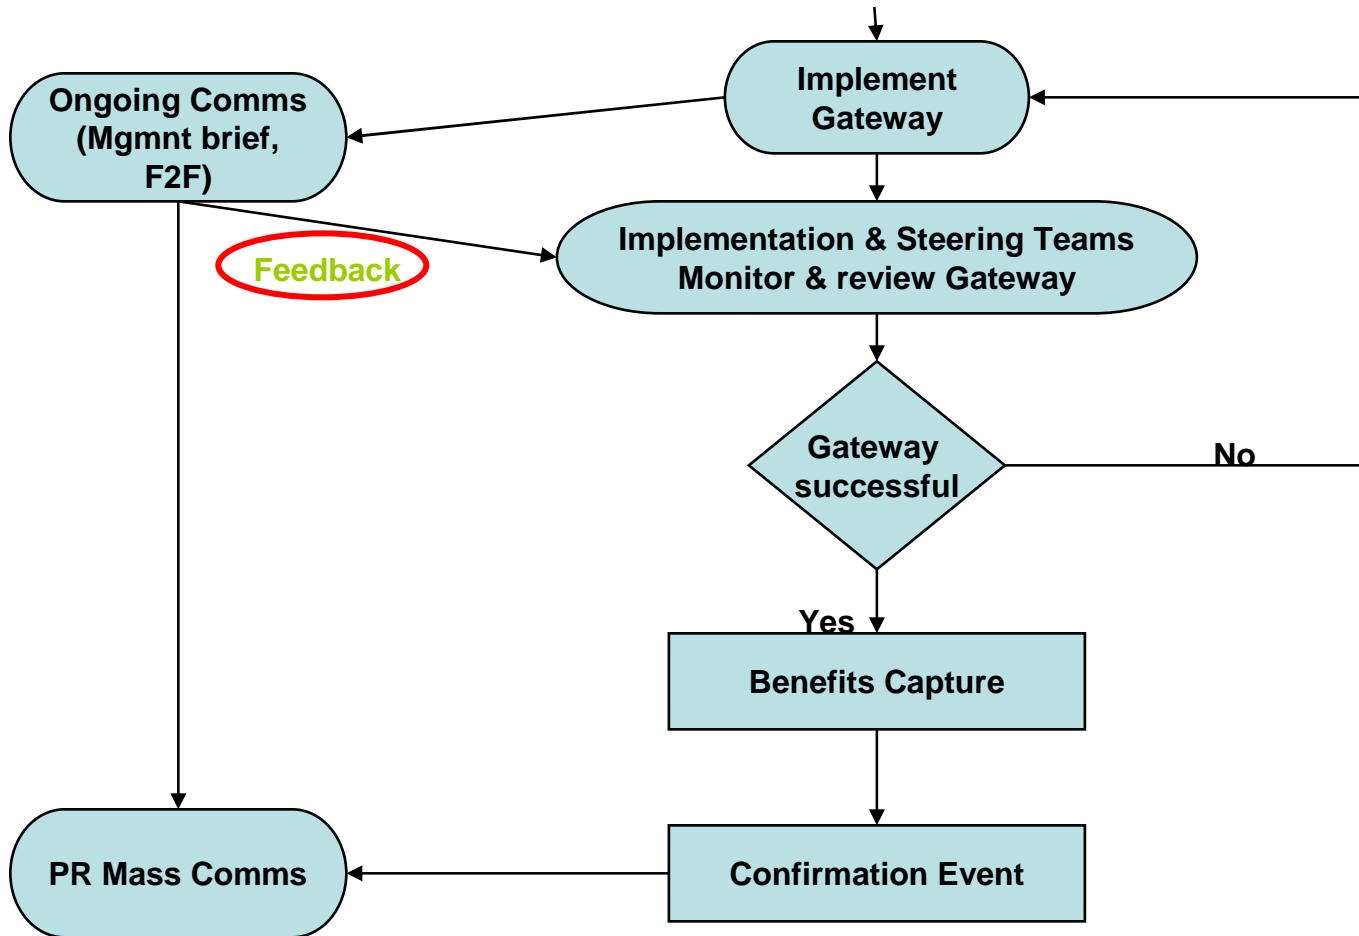 Implement
Gateway
Ongoing Comms
(Mgmnt brief,
F2F)
Implementation & Steering Teams
Monitor & review Gateway
Feedback
Gateway
successful
No
Yes
Benefits Capture
PR Mass Comms
Confirmation Event